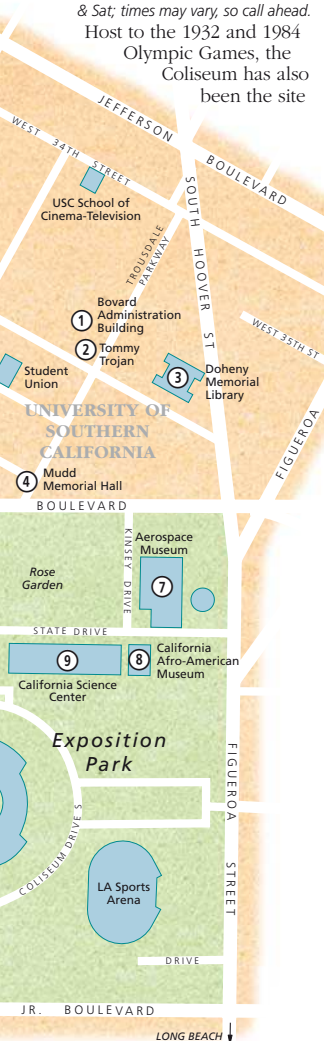 & Sat; times may vary, so call ahead.
Host to the 1932 and 1984
Olympic Games, the
Coliseum has also
been the site
JEFFERSON BOULEVARD
WEST 34TH STREET
USC School of
Cinema-Television
SOUTH HOOVER ST
TROUSDALE
PARKWAY
1 Bovard
Administration
Building
2 Tommy
Trojan
WEST 35TH ST
3 Doheny
Memorial
Library
Student
Union
UNIVERSITY OF
SOUTHERN
CALIFORNIA
FIGUEROA
4 Mudd
Memorial Hall
BOULEVARD
KINSEY DRIVE
Aerospace
Museum
7
Rose
Garden
STATE DRIVE
9
California Science
Center
8 California
Afro-American
Museum
Exposition
Park
FIGUEROA STREET
COLISEUM DRIVE S
LA Sports
Arena
DRIVE
JR. BOULEVARD
LONG BEACH